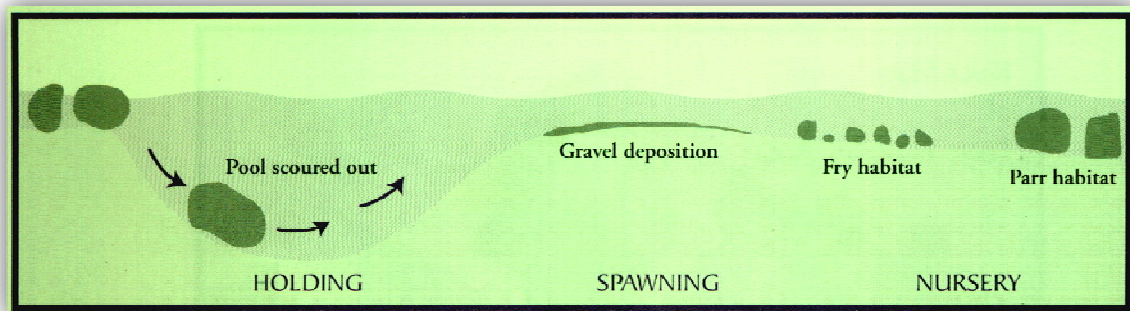 Pool scoured out
Gravel deposition
Fry habitat
Parr habitat
HOLDING
SPAWNING
NURSERY